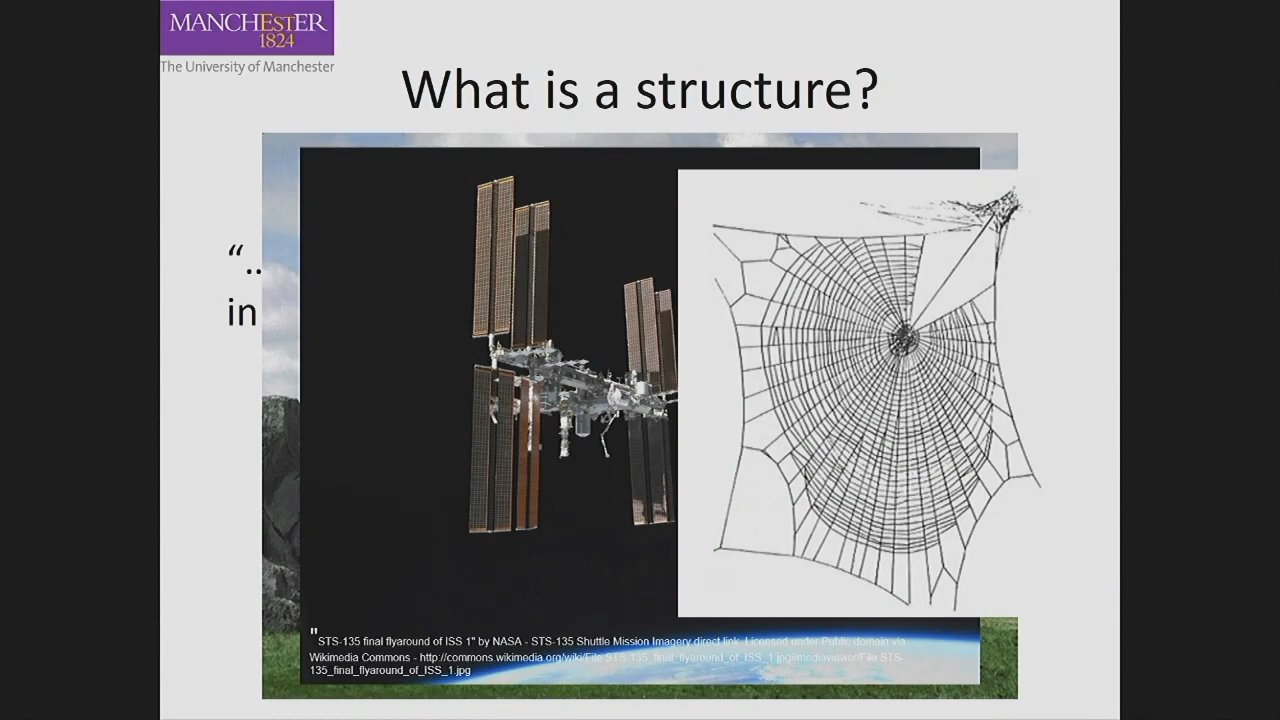 MANCHESTER
1824
The University of Manchester
What is a structure?
“..
in
"STS-135 final flyaround of ISS 1" by NASA - STS-135 Shuttle Mission Imagery direct link. Licensed under Public domain via
Wikimedia Commons - http://commons.wikimedia.org/wiki/File:STS-135_final_flyaround_of_ISS_1.jpg#mediaviewer/File:STS-
135_final_flyaround_of_ISS_1.jpg